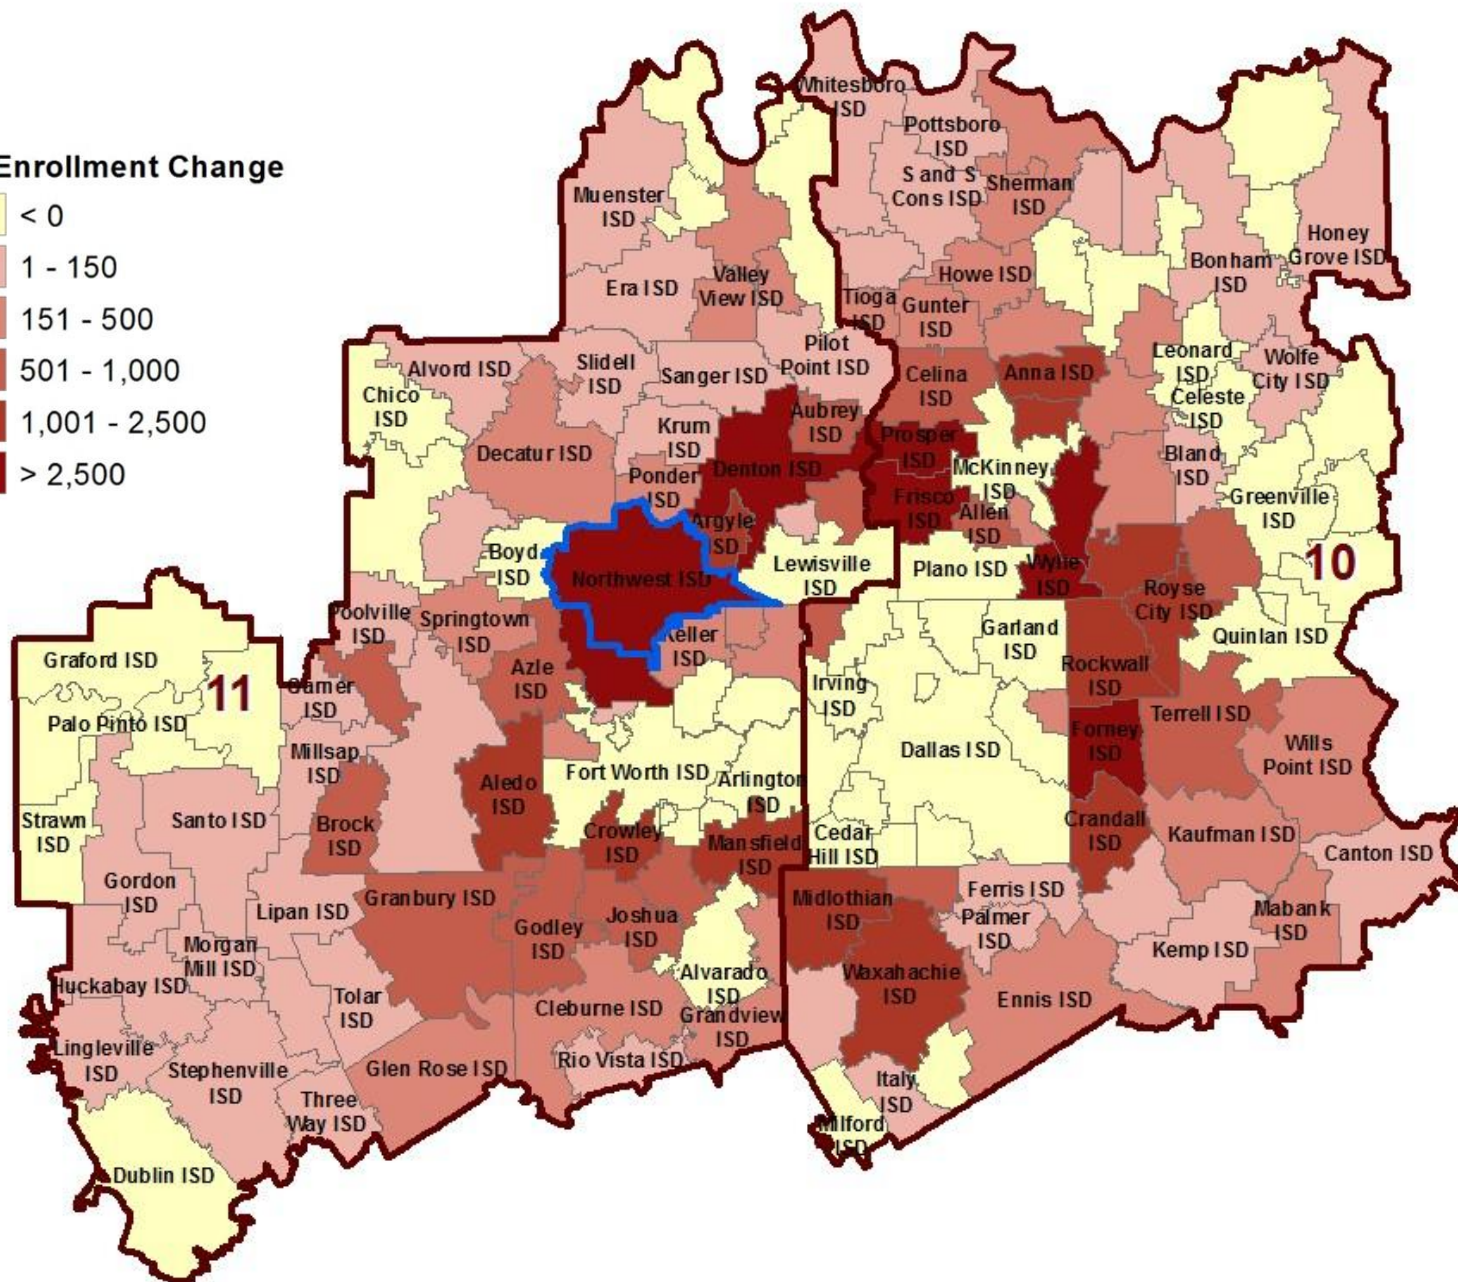 Enrollment Change
< 0
1 - 150
151 - 500
501 - 1,000
1,001 - 2,500
> 2,500
Whitesboro
ISD
Pottsboro
ISD
S and S
Cons ISD
Sherman
ISD
Muenster
ISD
Honey
Grove ISD
Bonham
ISD
Era ISD
Valley
View ISD
Howe ISD
Tioga
ISD
Gunter
ISD
Pilot
Point ISD
Leonard
ISD
Wolfe
City ISD
Alvord ISD
Slidell
ISD
Sanger ISD
Celina
ISD
Anna ISD
Celeste
ISD
Chico
ISD
Aubrey
ISD
Krum
ISD
Prosper
ISD
Decatur ISD
Denton ISD
McKinney
ISD
Bland
ISD
Ponder
ISD
Greenville
ISD
Frisco
ISD
Allen
ISD
Argyle
ISD
Boyd
ISD
Lewisville
ISD
Plano ISD
Wylie
ISD
10
Northwest ISD
Royse
City ISD
Poolville
ISD
Springtown
ISD
Keller
ISD
Garland
ISD
Quinlan ISD
Graford ISD
11
Azle
ISD
Garner
ISD
Irving
ISD
Rockwall
ISD
Palo Pinto ISD
Terrell ISD
Millsap
ISD
Forney
ISD
Wills
Point ISD
Dallas ISD
Fort Worth ISD
Arlington
ISD
Aledo
ISD
Strawn
ISD
Santo ISD
Brock
ISD
Crowley
ISD
Mansfield
ISD
Cedar
Hill ISD
Crandall
ISD
Kaufman ISD
Canton ISD
Gordon
ISD
Lipan ISD
Granbury ISD
Midlothian
ISD
Ferris ISD
Palmer
ISD
Mabank
ISD
Godley
ISD
Joshua
ISD
Morgan
Mill ISD
Kemp ISD
Huckabay ISD
Alvarado
ISD
Waxahachie
ISD
Tolar
ISD
Cleburne ISD
Ennis ISD
Grandview
ISD
Lingleville
ISD
Stephenville
ISD
Glen Rose ISD
Rio Vista ISD
Italy
ISD
Three
Way ISD
Milford
ISD
Dublin ISD